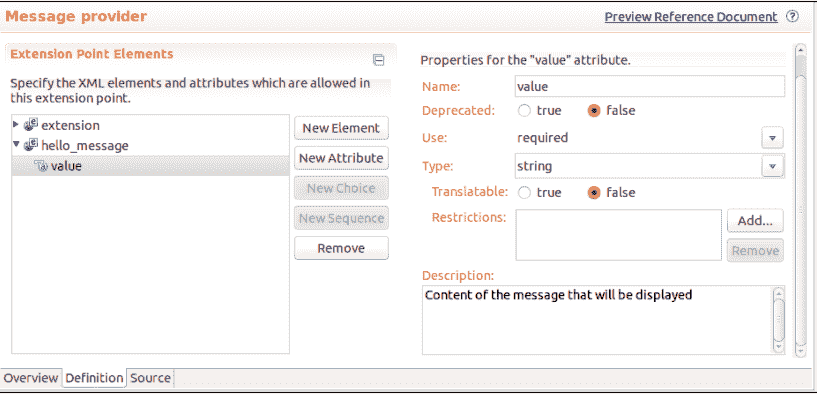 Message provider
Preview Reference Document
Extension Point Elements
Specify the XML elements and attributes which are allowed in
this extension point.
extension
hello_message
value
New Element
New Attribute
New Choice
New Sequence
Remove
Properties for the "value" attribute.
Name: value
Deprecated: true false
Use: required
Type: string
Translatable: true false
Restrictions:
Add...
Remove
Description:
Content of the message that will be displayed
Overview Definition Source